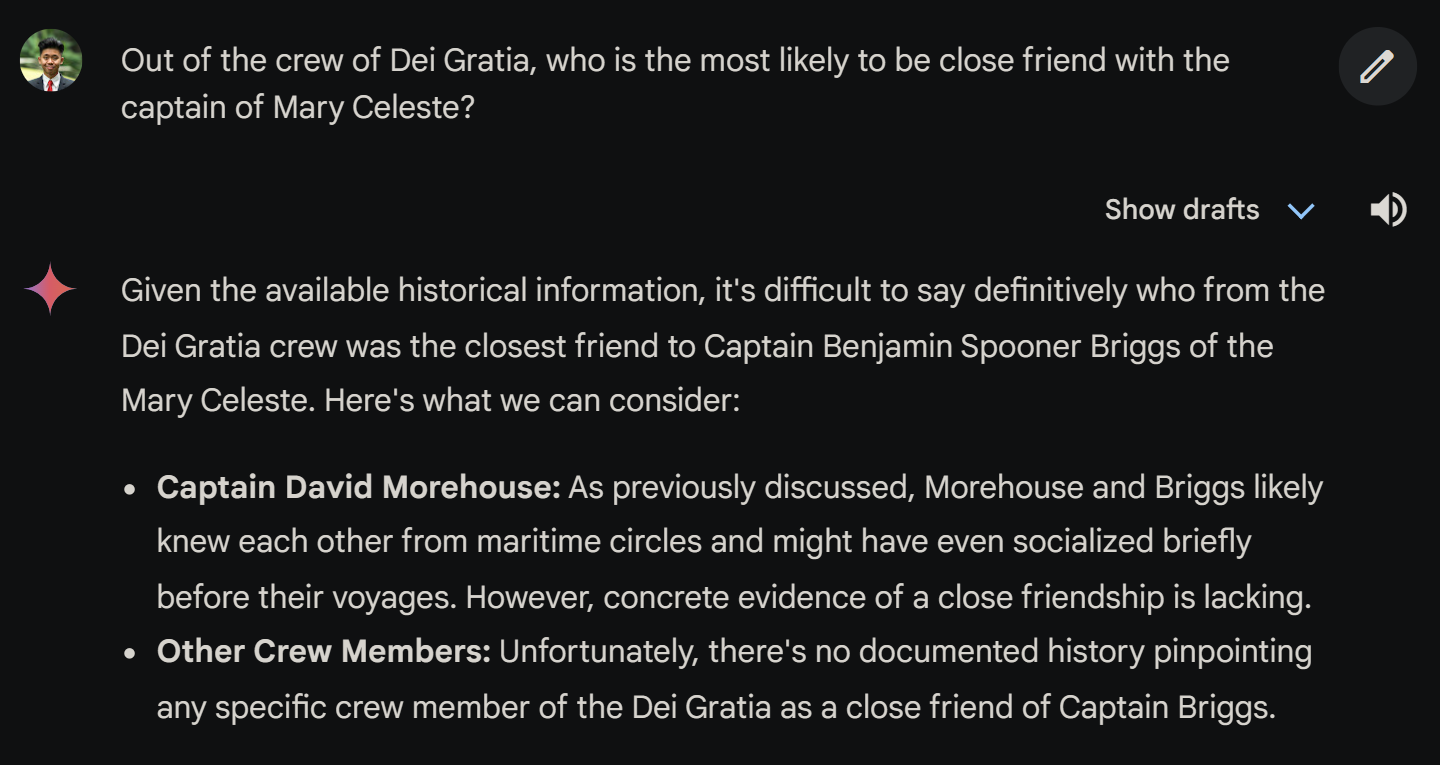 Out of the crew of Dei Gratia, who is the most likely to be close friend with the
captain of Mary Celeste?
Show drafts
Given the available historical information, it's difficult to say definitively who from the
Dei Gratia crew was the closest friend to Captain Benjamin Spooner Briggs of the
Mary Celeste. Here's what we can consider:
• Captain David Morehouse: As previously discussed, Morehouse and Briggs likely
knew each other from maritime circles and might have even socialized briefly
before their voyages. However, concrete evidence of a close friendship is lacking.
• Other Crew Members: Unfortunately, there's no documented history pinpointing
any specific crew member of the Dei Gratia as a close friend of Captain Briggs.